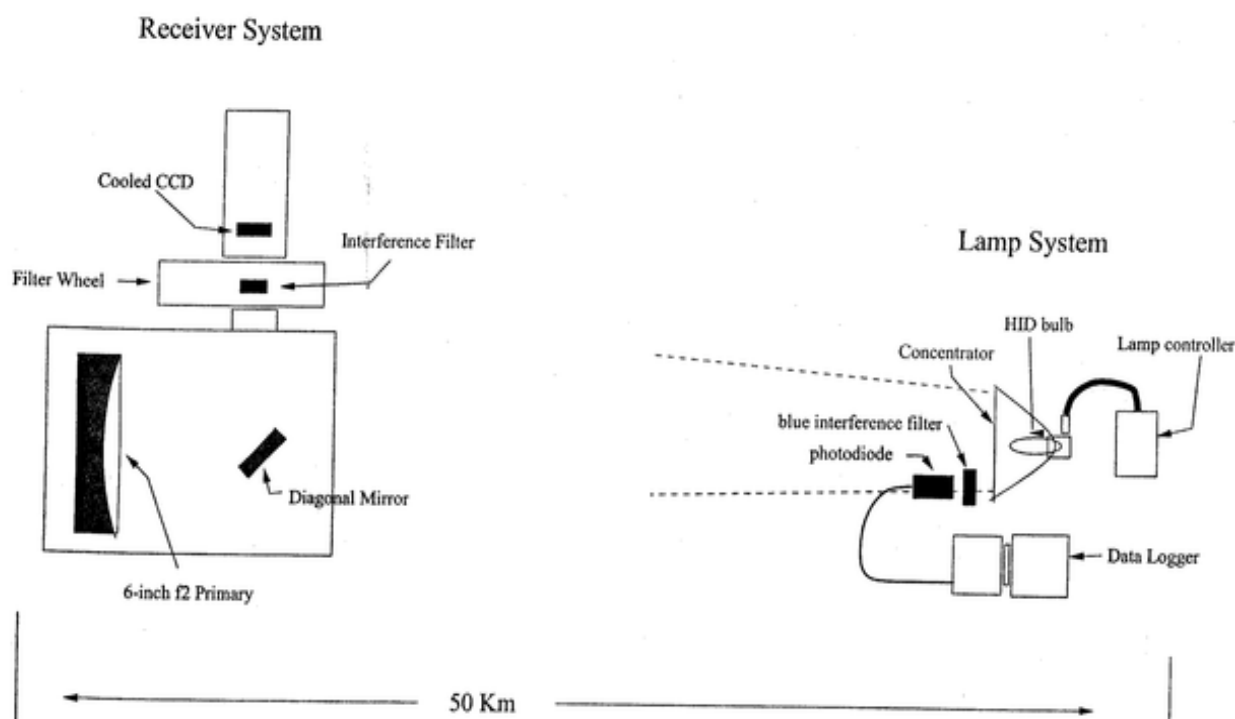 Receiver System
Cooled CCD
Interference Filter
Filter Wheel
Diagonal Mirror
6-inch f2 Primary
Lamp System
HID bulb
Lamp controller
Concentrator
blue interference filter
photodiode
Data Logger
50 Km